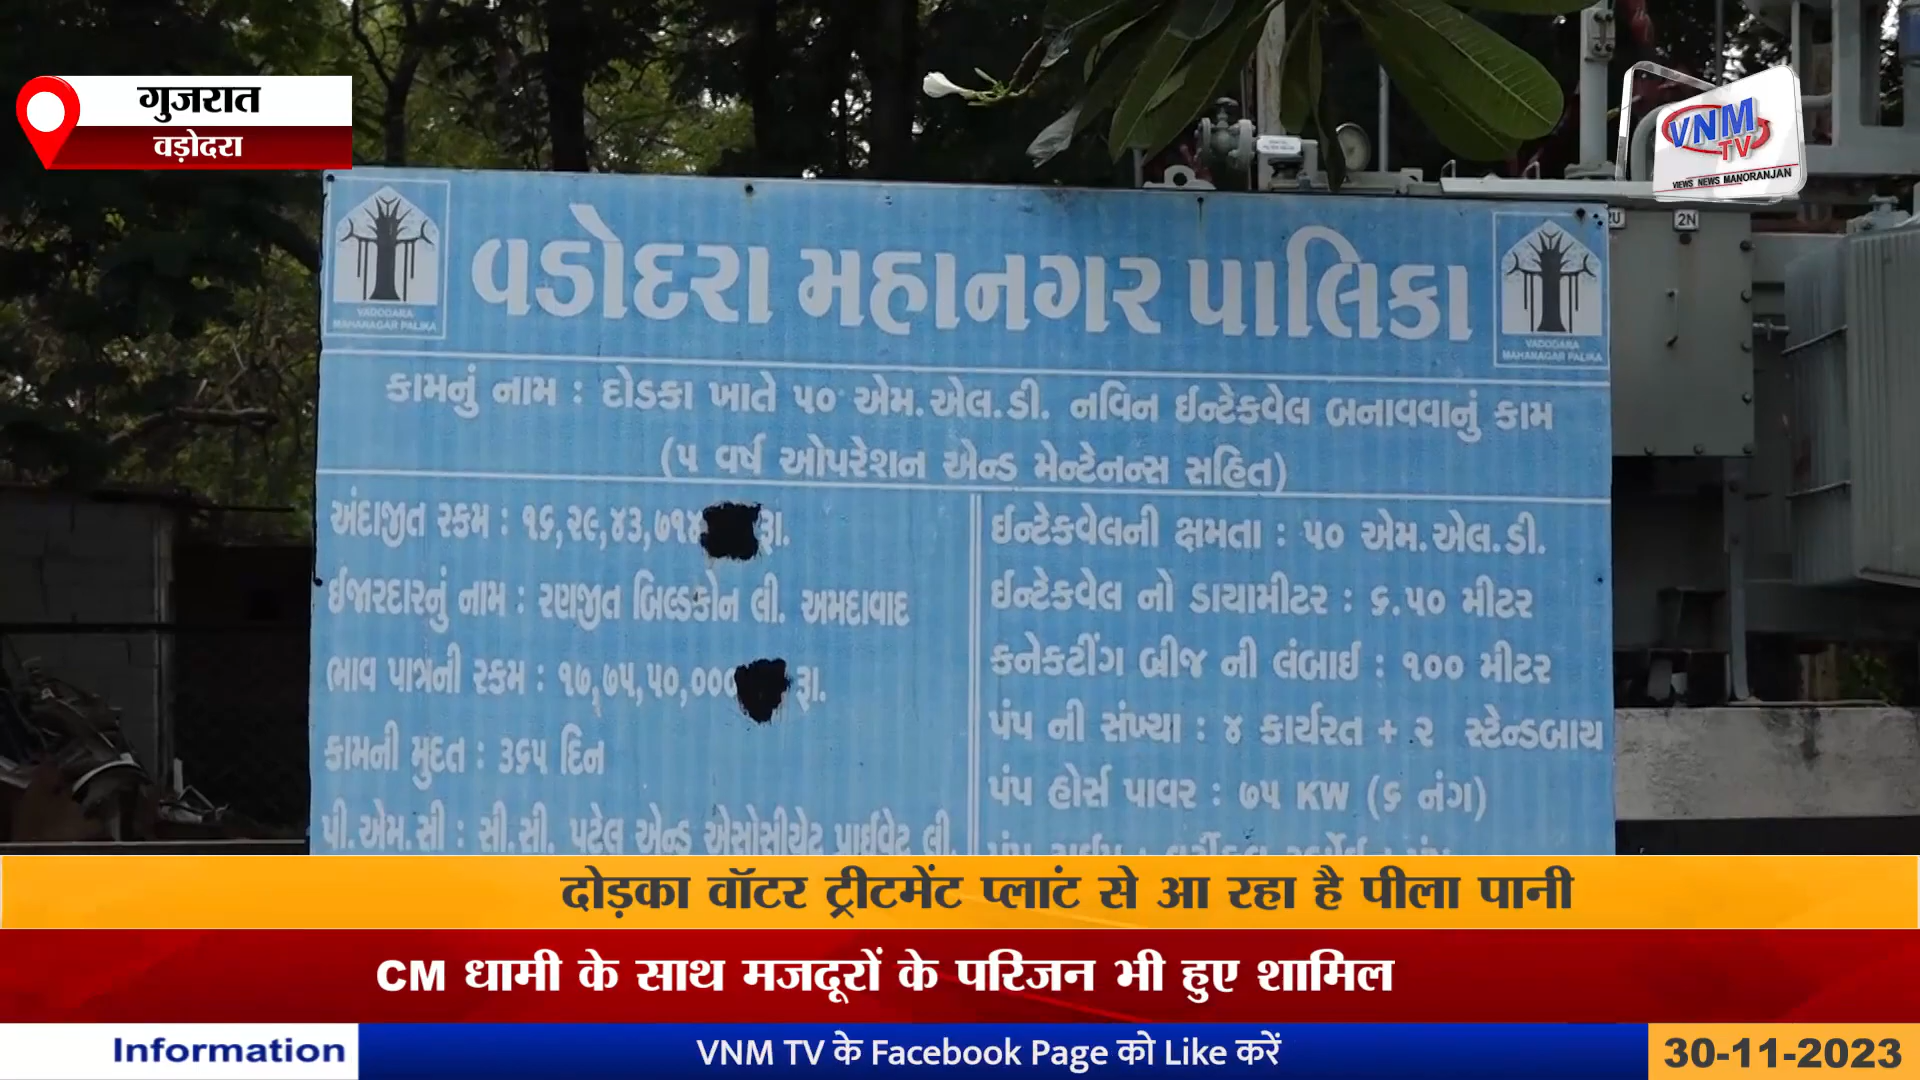 गुजरात
वड़ोदरा
VNM
TV
VIEWS NEWS MANORANJAN
2N
વડોદરા મહાનગર પાલિકા
VADODARA
MAHANAGAR PALIKA
VADODARA
MAHANAGAR PALIKA
કામનું નામ : દોડકા ખાતે ૫૦ એમ.એલ.ડી. નવિન ઈન્ટેકવેલ બનાવવાનું કામ
(૫ વર્ષ ઓપરેશન એન્ડ મેન્ટેનન્સ સહિત)
અંદાજીત રકમ : ૧૬,૨૯,૪૩,૭૧ રૂા.
ઈજારદારનું નામ : રણજીત બિલ્ડકોન લી. અમદાવાદ
ભાવ પાત્રની રકમ : ૧૭,૭૫,૫૦,૦૦૦ રૂા.
કામની મુદત : ૩૬૫ દિન
પી.એમ.સી : સી.સી. પટેલ એન્ડ એસોસીયેટ પ્રાઈવેટ લી.
ઈન્ટેકવેલની ક્ષમતા : ૫૦ એમ.એલ.ડી.
ઈન્ટેકવેલ નો ડાયામીટર : ૬.૫૦ મીટર
કનેકટીંગ બ્રીજ ની લંબાઈ : ૧૦૦ મીટર
પંપ ની સંખ્યા : ૪ કાર્યરત + ૨ સ્ટેન્ડબાય
પંપ હોર્સ પાવર : ૭૫ KW (૬ નંગ)
दोड़का वॉटर ट्रीटमेंट प्लाटं से आ रहा है पीला पानी
CM धामी के साथ मजदूरों के परिजन भी हुए शामिल
Information
VNM TV के Facebook Page को Like करें
30-11-2023